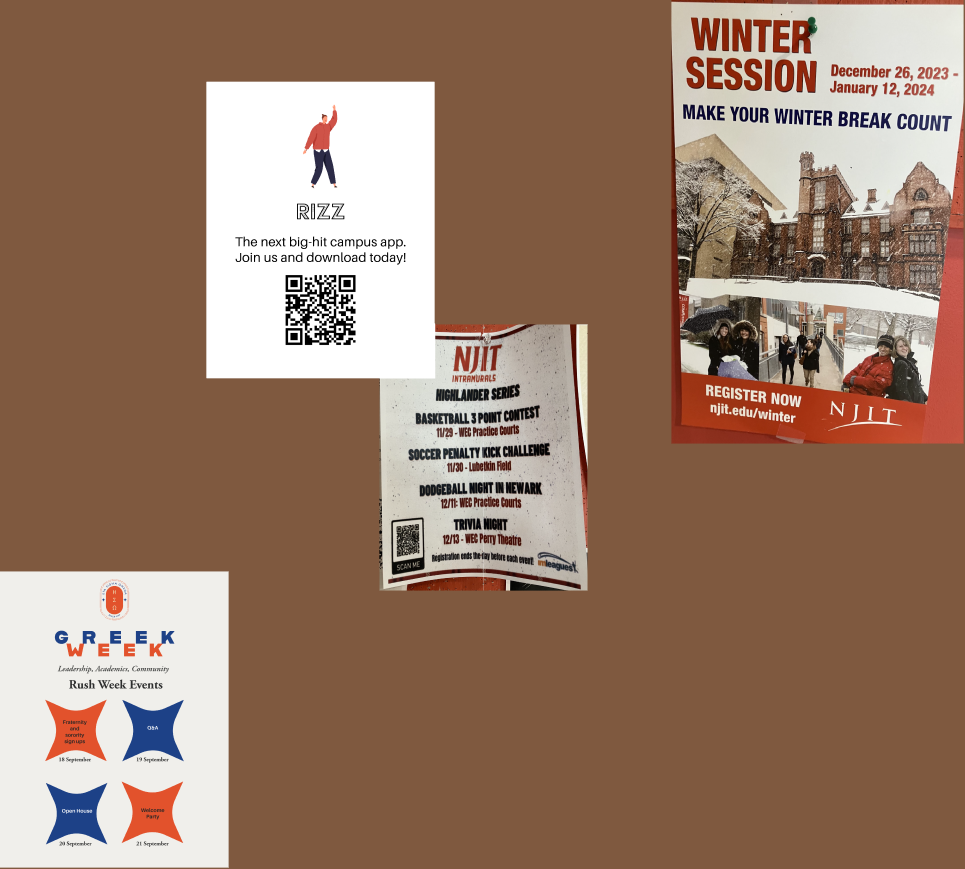 WINTER
SESSION
December 26, 2023 -
January 12, 2024
MAKE YOUR WINTER BREAK COUNT
REGISTER NOW
njit.edu/winter
NJIT
RIZZ
The next big-hit campus app.
Join us and download today!
NJIT
INTRAMURALS
HIGHLANDER SERIES
BASKETBALL 3 POINT CONTEST
11/29 - WEC Practice Courts
SOCCER PENALTY KICK CHALLENGE
11/30 - Lubetkin Field
DODGEBALL NIGHT IN NEWARK
12/11: WEC Practice Courts
TRIVIA NIGHT
12/13 - WEC Perry Theatre
Registration ends the day before each event!
SCAN ME
imleagues
GREEK
WEEK
Leadership, Academics, Community
Rush Week Events
Fraternity
and
sorority
sign ups
18 September
Q&A
19 September
Open House
20 September
Welcome
Party
21 September